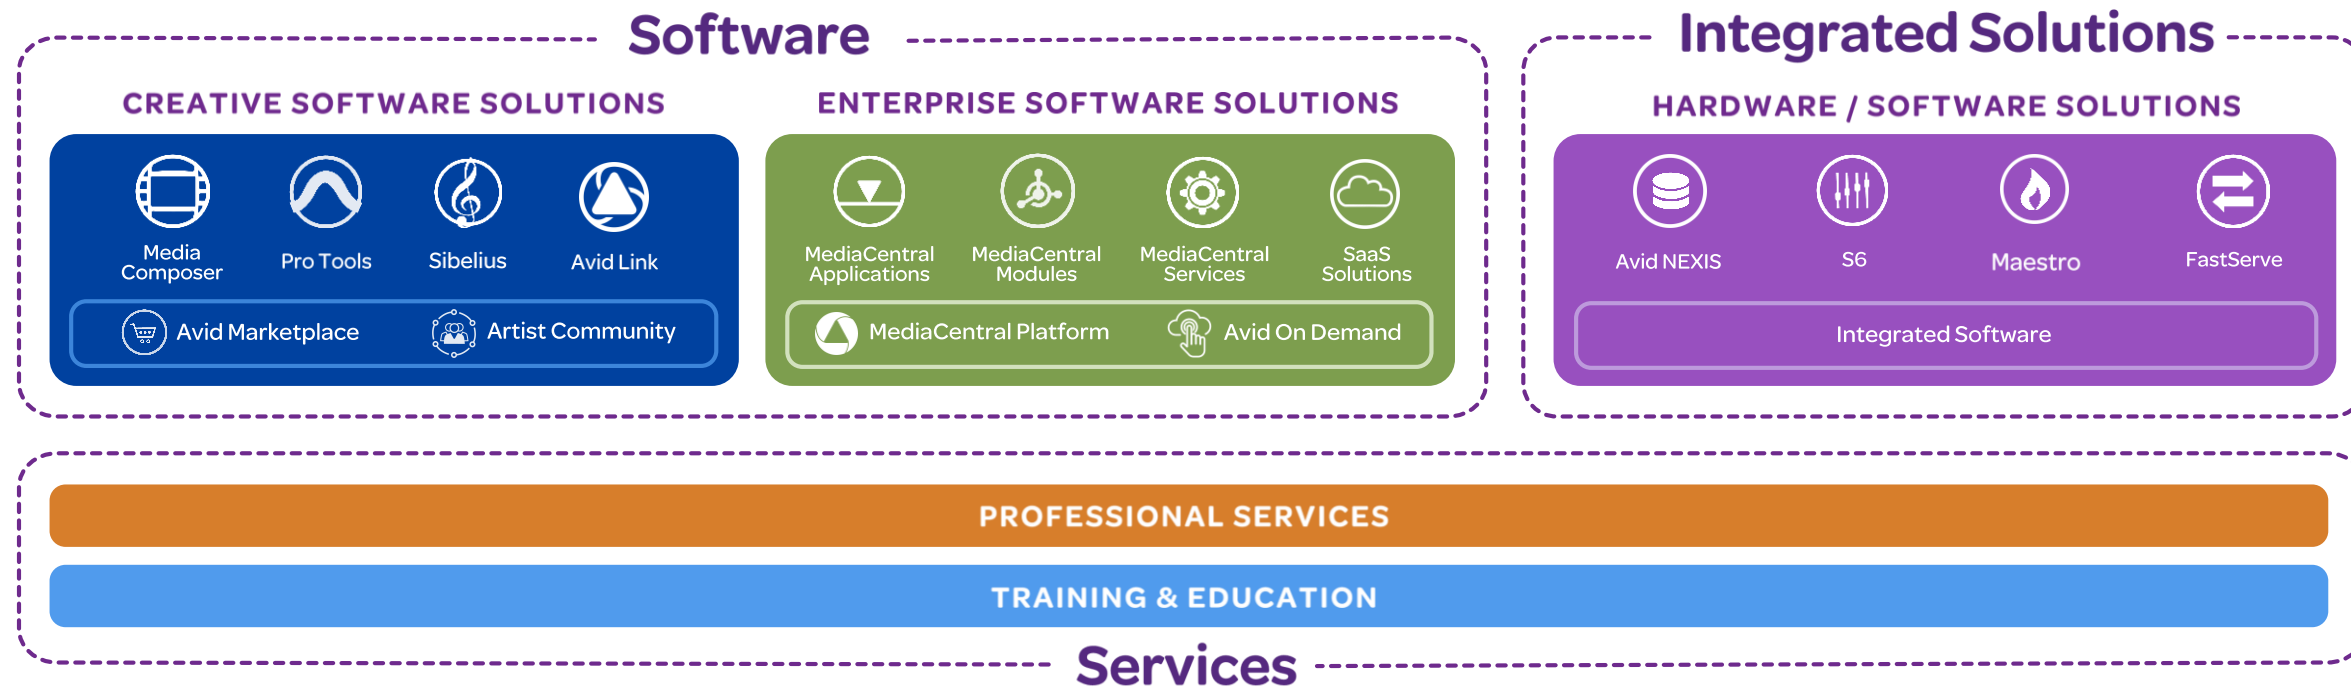 Software
CREATIVE SOFTWARE SOLUTIONS
Media
Composer
Pro Tools
Sibelius
Avid Link
Avid Marketplace
Artist Community
ENTERPRISE SOFTWARE SOLUTIONS
MediaCentral
Applications
MediaCentral
Modules
MediaCentral
Services
SaaS
Solutions
MediaCentral Platform
Avid On Demand
Integrated Solutions
HARDWARE / SOFTWARE SOLUTIONS
Avid NEXIS
S6
Maestro
FastServe
Integrated Software
PROFESSIONAL SERVICES
TRAINING & EDUCATION
Services